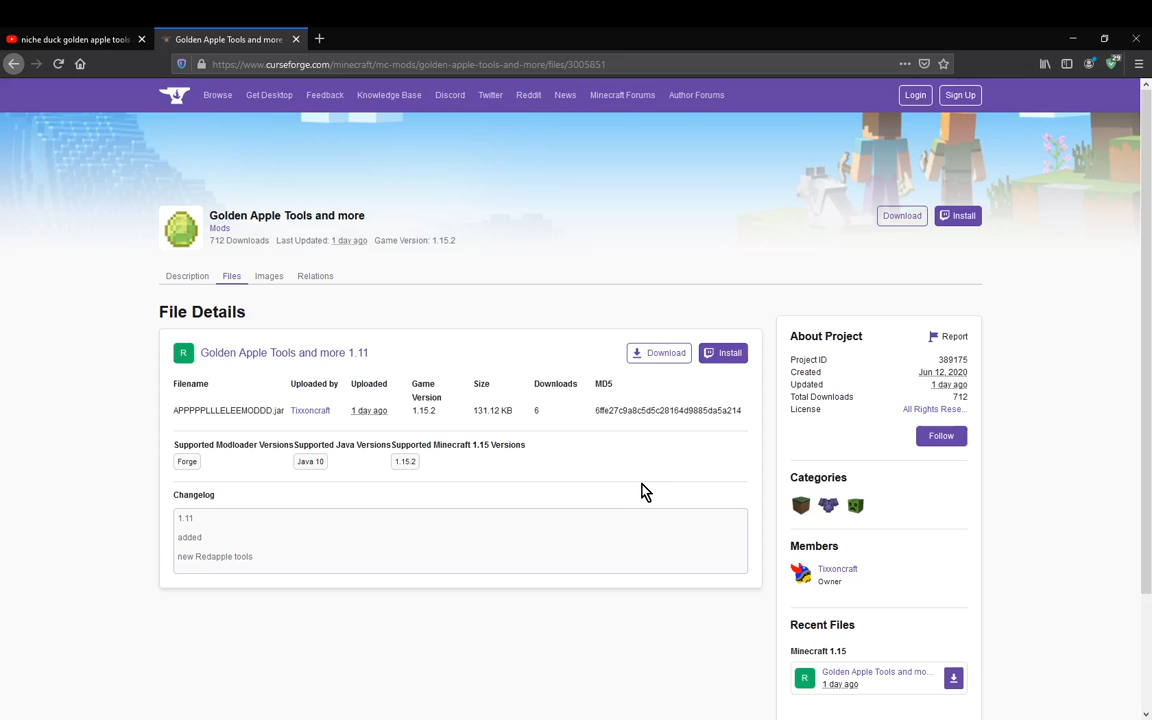 niche duck golden apple tools
Golden Apple Tools and more
29
https://www.curseforge.com/minecraft/mc-mods/golden-apple-tools-and-more/files/3005851
Browse Get Desktop Feedback Knowledge Base Discord Twitter Reddit News Minecraft Forums Author Forums Login Sign Up
Golden Apple Tools and more
Mods
712 Downloads Last Updated: 1 day ago Game Version: 1.15.2
Download Install
Description Files Images Relations
File Details
R Golden Apple Tools and more 1.11 Download Install
Filename Uploaded by Uploaded Game Version Size Downloads MD5
APPPPPLLLELEEMODDD.jar Tixxoncraft 1 day ago 1.15.2 131.12 KB 6 6ffe27c9a8c5d5c28164d9885da5a214
Supported Modloader Versions Supported Java Versions Supported Minecraft 1.15 Versions
Forge Java 10 1.15.2
Changelog
1.11
added
new Redapple tools
About Project Report
Project ID 389175
Created Jun 12, 2020
Updated 1 day ago
Total Downloads 712
License All Rights Rese...
Follow
Categories
Members
Tixxoncraft
Owner
Recent Files
Minecraft 1.15
R Golden Apple Tools and mo...
1 day ago